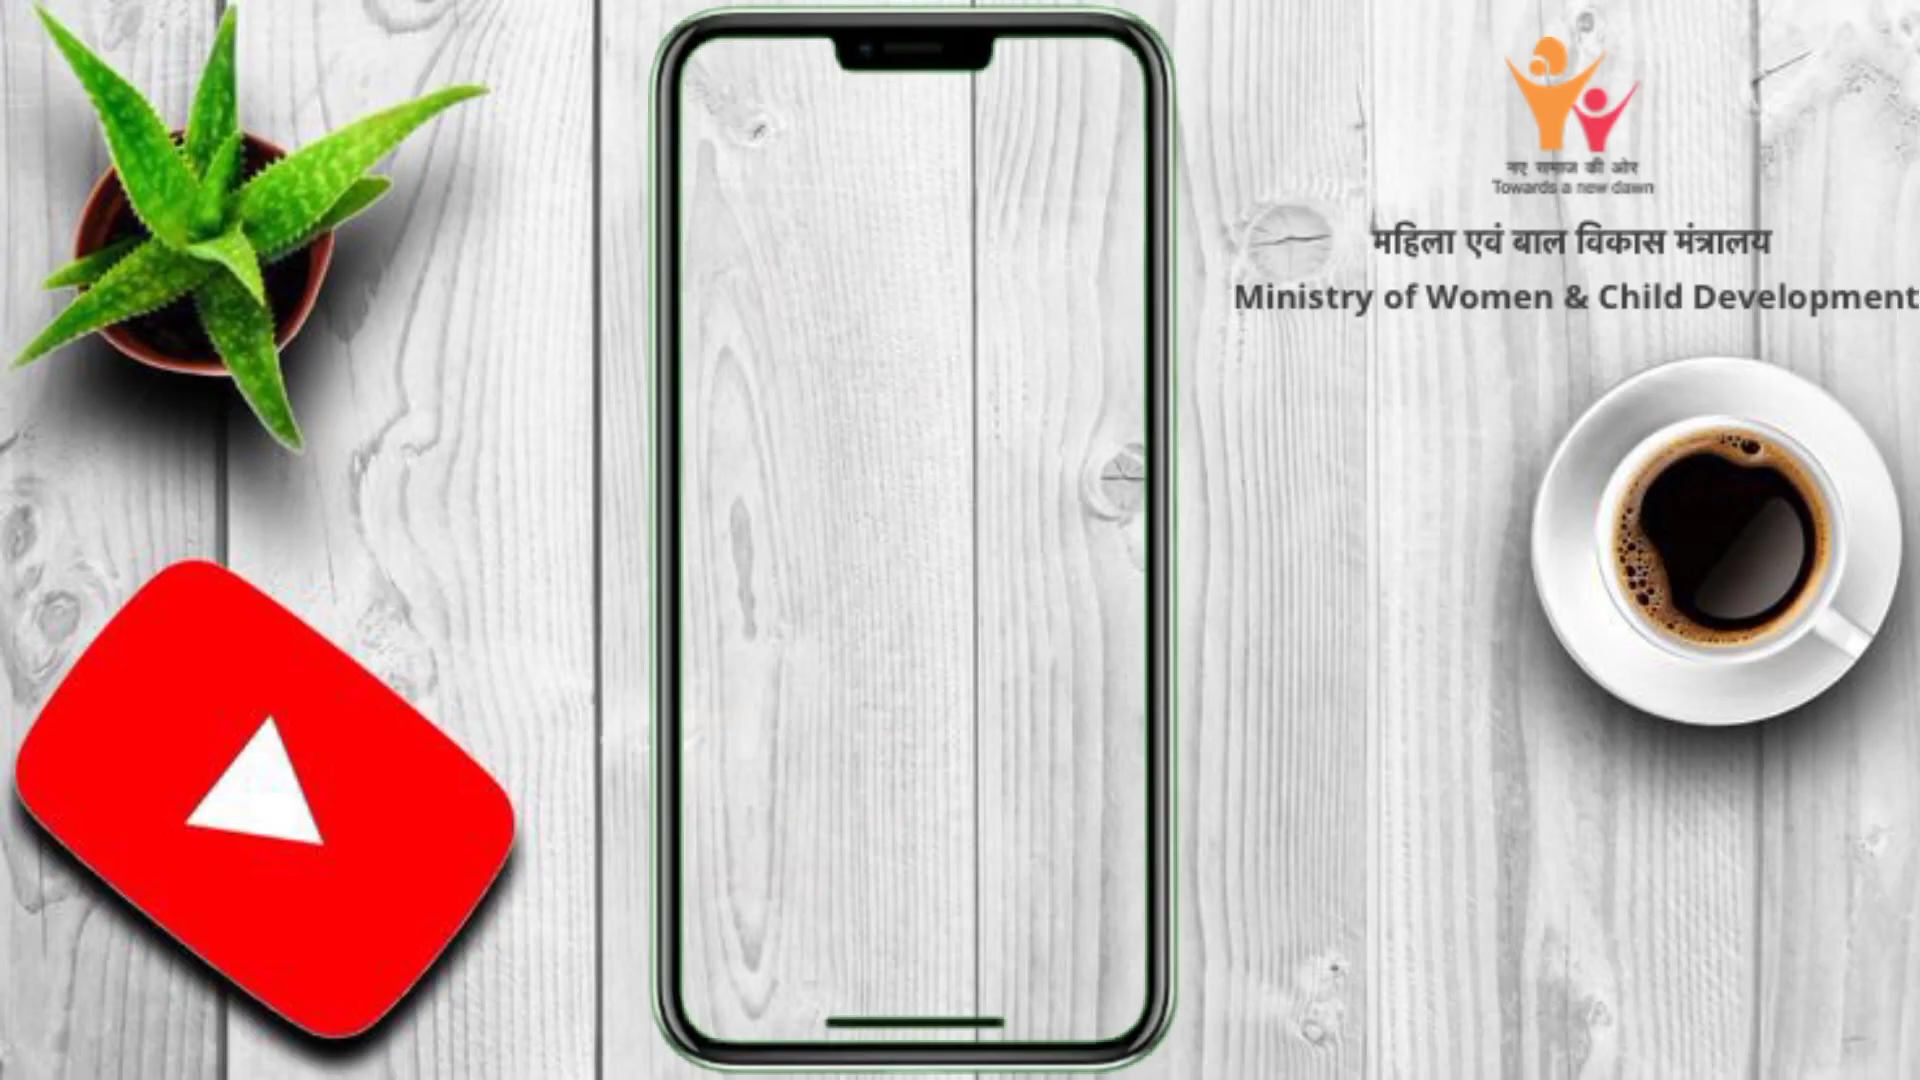 नए समाज की ओर
Towards a new dawn
महिला एवं बाल विकास मंत्रालय
Ministry of Women & Child Development